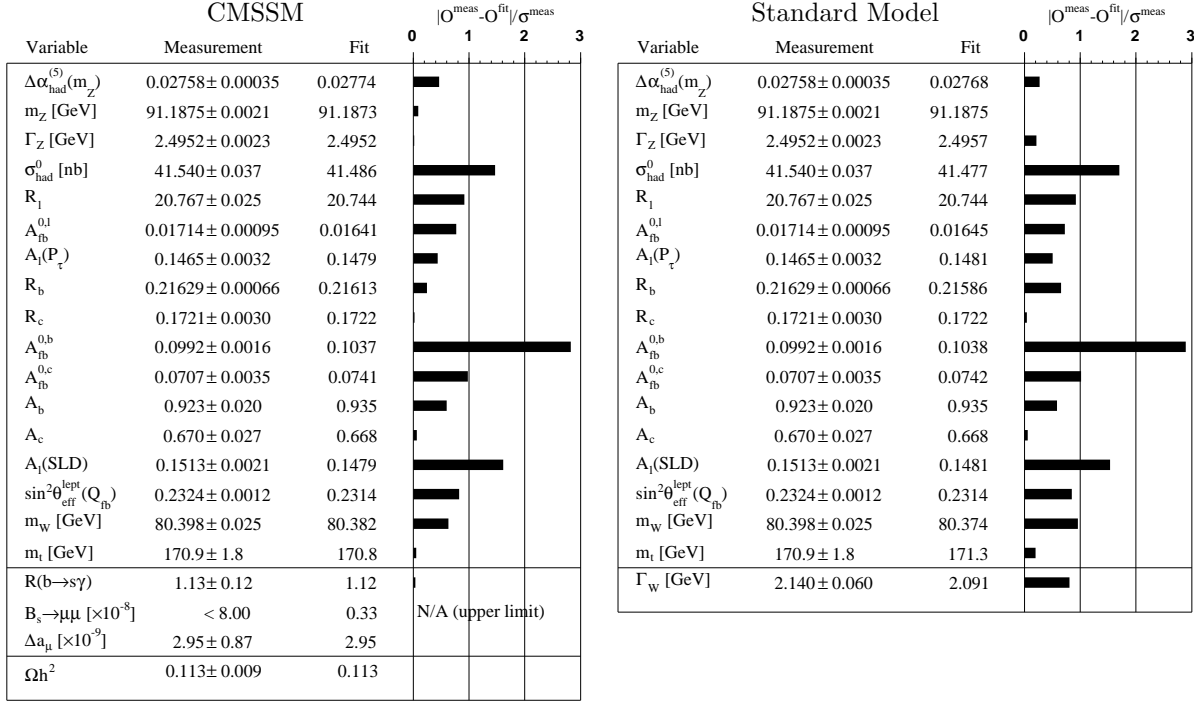 CMSSM
|O^meas-O^fit|/σ^meas
Variable Measurement Fit 0 1 2 3
Δα_had^(5)(m_Z) 0.02758 ± 0.00035 0.02774
m_Z [GeV] 91.1875 ± 0.0021 91.1873
Γ_Z [GeV] 2.4952 ± 0.0023 2.4952
σ_had^0 [nb] 41.540 ± 0.037 41.486
R_l 20.767 ± 0.025 20.744
A_fb^0,l 0.01714 ± 0.00095 0.01641
A_l(P_τ) 0.1465 ± 0.0032 0.1479
R_b 0.21629 ± 0.00066 0.21613
R_c 0.1721 ± 0.0030 0.1722
A_fb^0,b 0.0992 ± 0.0016 0.1037
A_fb^0,c 0.0707 ± 0.0035 0.0741
A_b 0.923 ± 0.020 0.935
A_c 0.670 ± 0.027 0.668
A_l(SLD) 0.1513 ± 0.0021 0.1479
sin²θ_eff^lept(Q_fb) 0.2324 ± 0.0012 0.2314
m_W [GeV] 80.398 ± 0.025 80.382
m_t [GeV] 170.9 ± 1.8 170.8
R(b→sγ) 1.13 ± 0.12 1.12
B_s→μμ [×10^-8] < 8.00 0.33 N/A (upper limit)
Δa_μ [×10^-9] 2.95 ± 0.87 2.95
Ωh² 0.113 ± 0.009 0.113
Standard Model
|O^meas-O^fit|/σ^meas
Variable Measurement Fit 0 1 2 3
Δα_had^(5)(m_Z) 0.02758 ± 0.00035 0.02768
m_Z [GeV] 91.1875 ± 0.0021 91.1875
Γ_Z [GeV] 2.4952 ± 0.0023 2.4957
σ_had^0 [nb] 41.540 ± 0.037 41.477
R_l 20.767 ± 0.025 20.744
A_fb^0,l 0.01714 ± 0.00095 0.01645
A_l(P_τ) 0.1465 ± 0.0032 0.1481
R_b 0.21629 ± 0.00066 0.21586
R_c 0.1721 ± 0.0030 0.1722
A_fb^0,b 0.0992 ± 0.0016 0.1038
A_fb^0,c 0.0707 ± 0.0035 0.0742
A_b 0.923 ± 0.020 0.935
A_c 0.670 ± 0.027 0.668
A_l(SLD) 0.1513 ± 0.0021 0.1481
sin²θ_eff^lept(Q_fb) 0.2324 ± 0.0012 0.2314
m_W [GeV] 80.398 ± 0.025 80.374
m_t [GeV] 170.9 ± 1.8 171.3
Γ_W [GeV] 2.140 ± 0.060 2.091